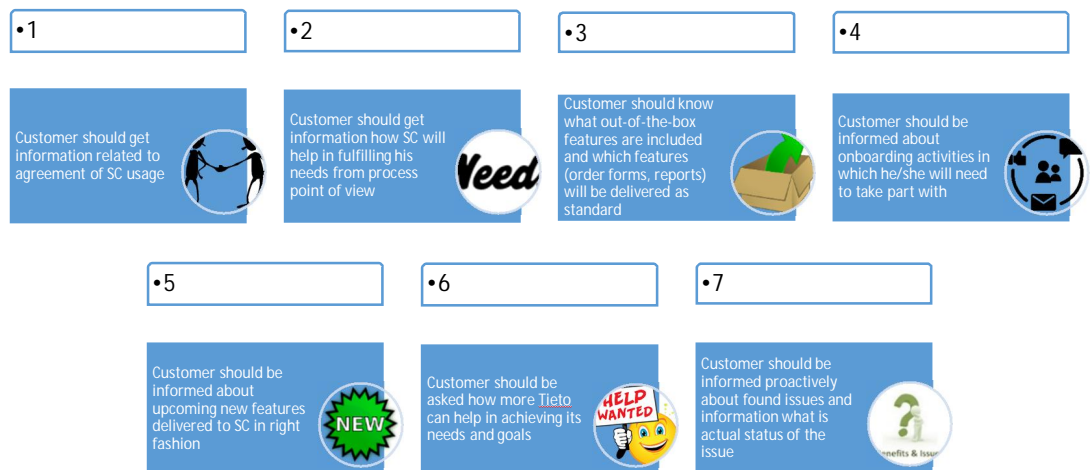 •1
Customer should get
information related to
agreement of SC usage
•2
Customer should get
information how SC will
help in fulfilling his
needs from process
point of view
Need
•3
Customer should know
what out-of-the-box
features are included
and which features
(order forms, reports)
will be delivered as
standard
•4
Customer should be
informed about
onboarding activities in
which he/she will need
to take part with
•5
Customer should be
informed about
upcoming new features
delivered to SC in right
fashion
NEW
•6
Customer should be
asked how more Tieto
can help in achieving its
needs and goals
HELP
WANTED
•7
Customer should be
informed proactively
about found issues and
information what is
actual status of the
issue
enefits & Issu